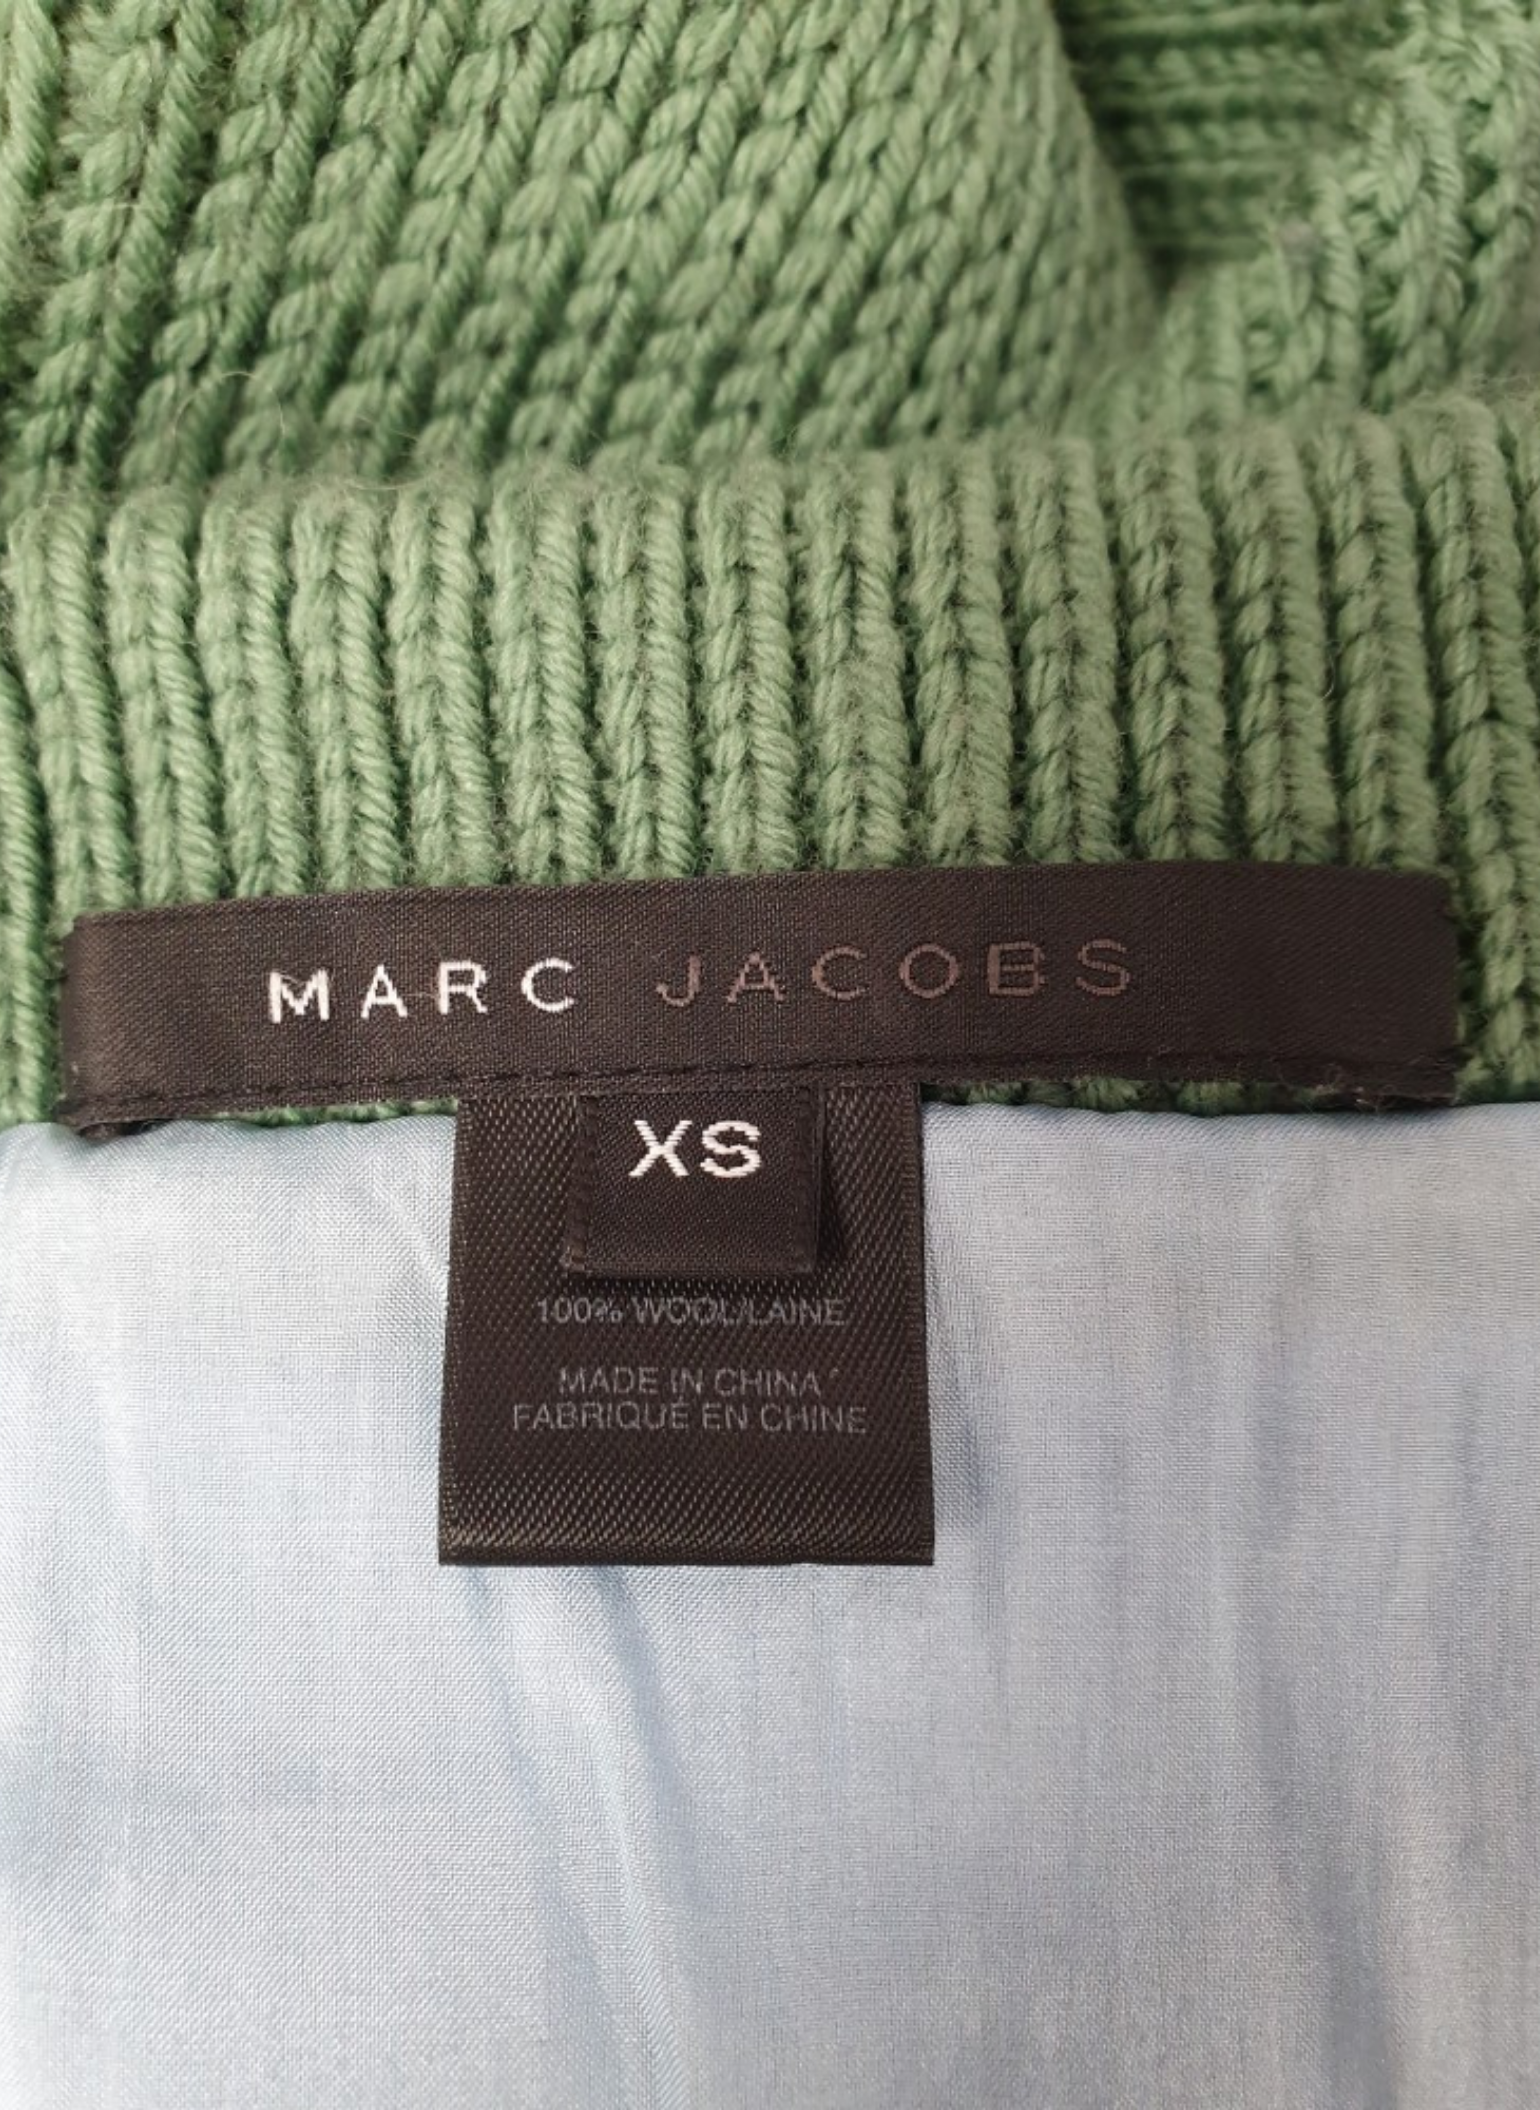 MARC JACOBS
XS
100% WOOL/LAINE
MADE IN CHINA
FABRIQUÉ EN CHINE